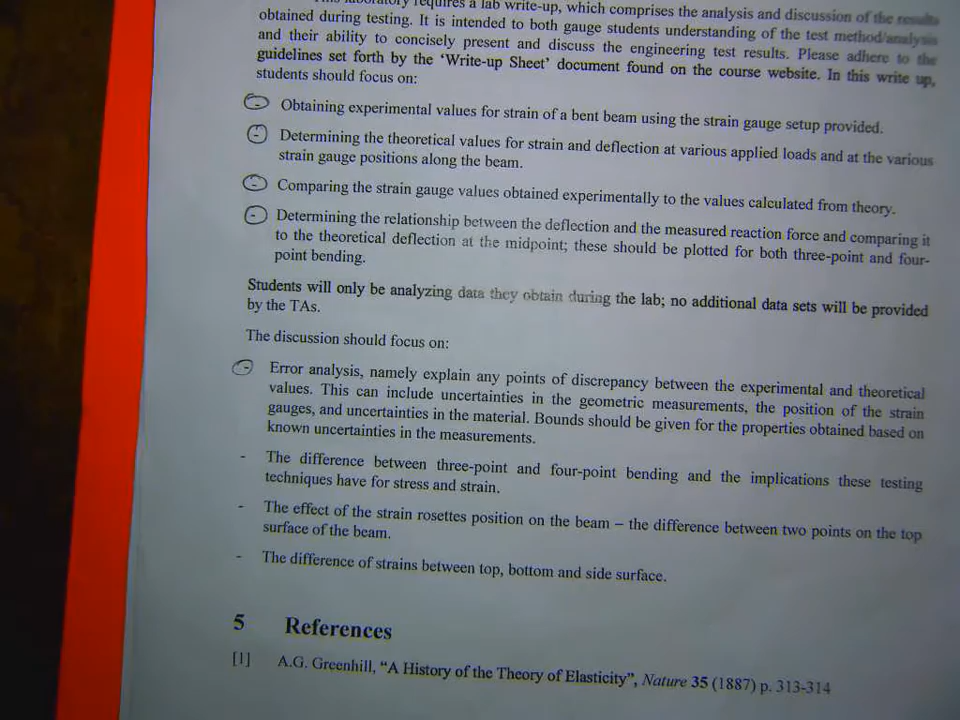 laboratory requires a lab write-up, which comprises the analysis and discussion of the results
obtained during testing. It is intended to both gauge students understanding of the test method/analysis
and their ability to concisely present and discuss the engineering test results. Please adhere to the
guidelines set forth by the ‘Write-up Sheet’ document found on the course website. In this write up,
students should focus on:
- Obtaining experimental values for strain of a bent beam using the strain gauge setup provided.
- Determining the theoretical values for strain and deflection at various applied loads and at the various
strain gauge positions along the beam.
- Comparing the strain gauge values obtained experimentally to the values calculated from theory.
- Determining the relationship between the deflection and the measured reaction force and comparing it
to the theoretical deflection at the midpoint; these should be plotted for both three-point and four-
point bending.
Students will only be analyzing data they obtain during the lab; no additional data sets will be provided
by the TAs.
The discussion should focus on:
- Error analysis, namely explain any points of discrepancy between the experimental and theoretical
values. This can include uncertainties in the geometric measurements, the position of the strain
gauges, and uncertainties in the material. Bounds should be given for the properties obtained based on
known uncertainties in the measurements.
- The difference between three-point and four-point bending and the implications these testing
techniques have for stress and strain.
- The effect of the strain rosettes position on the beam – the difference between two points on the top
surface of the beam.
- The difference of strains between top, bottom and side surface.
5 References
[1] A.G. Greenhill, “A History of the Theory of Elasticity”, Nature 35 (1887) p. 313-314